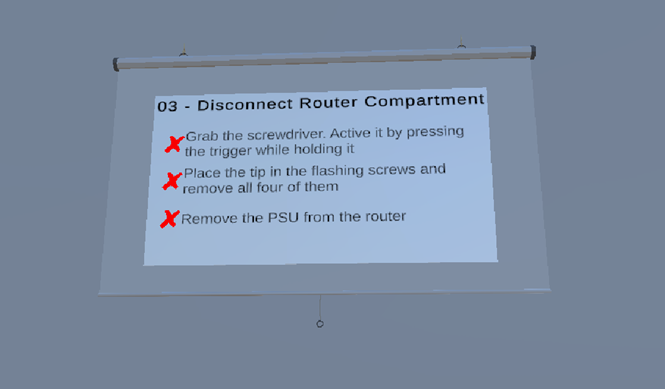 03 - Disconnect Router Compartment
Grab the screwdriver. Active it by pressing
the trigger while holding it
Place the tip in the flashing screws and
remove all four of them
Remove the PSU from the router